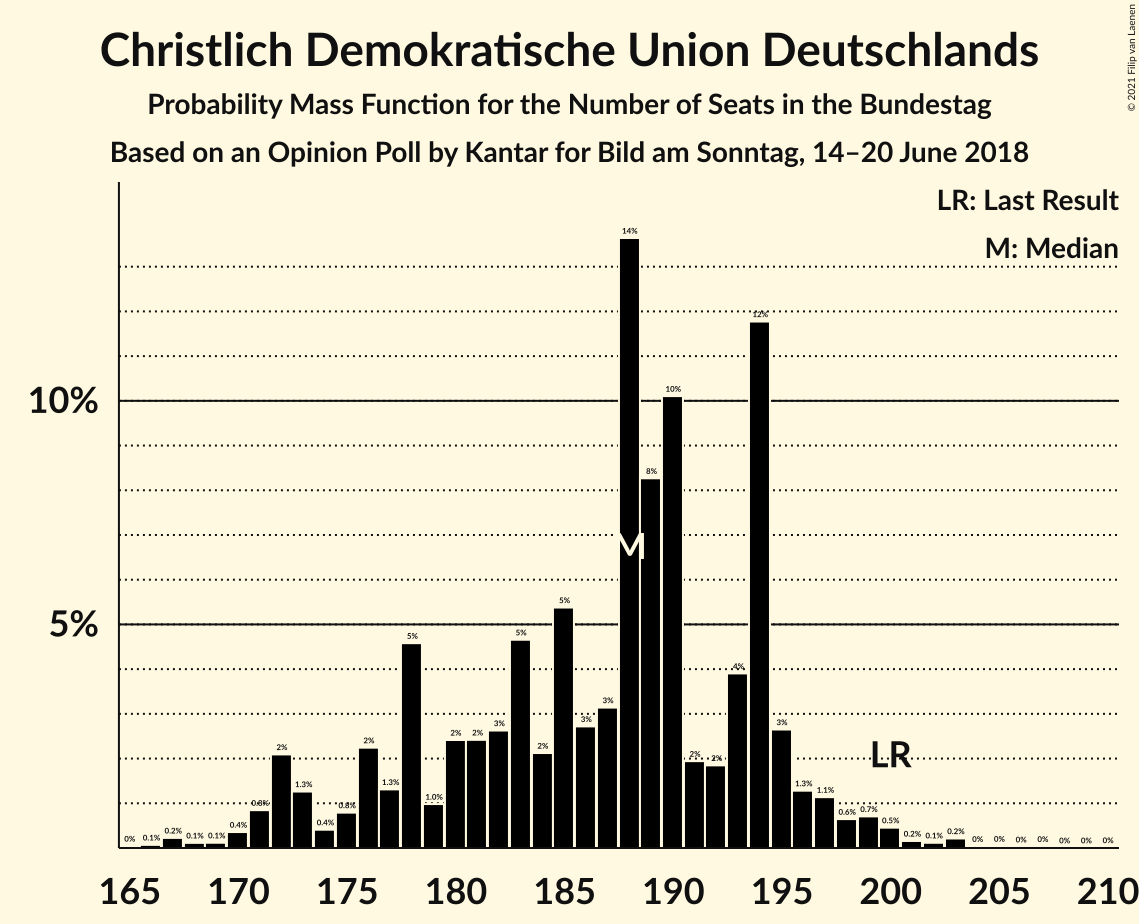 Christlich Demokratische Union Deutschlands
Probability Mass Function for the Number of Seats in the Bundestag
Based on an Opinion Poll by Kantar for Bild am Sonntag, 14–20 June 2018
© 2021 Filip van Laenen
LR: Last Result
M: Median
10%
5%
0% 0.1% 0.2% 0.1% 0.1% 0.4% 0.8% 2% 1.3% 0.4% 0.8% 2% 1.3% 5% 1.0% 2% 2% 3% 5% 2% 5% 3% 3% 14% 8% 10% 2% 2% 4% 12% 3% 1.3% 1.1% 0.6% 0.7% 0.5% 0.2% 0.1% 0.2% 0% 0% 0% 0% 0% 0% 0%
M
LR
165 170 175 180 185 190 195 200 205 210